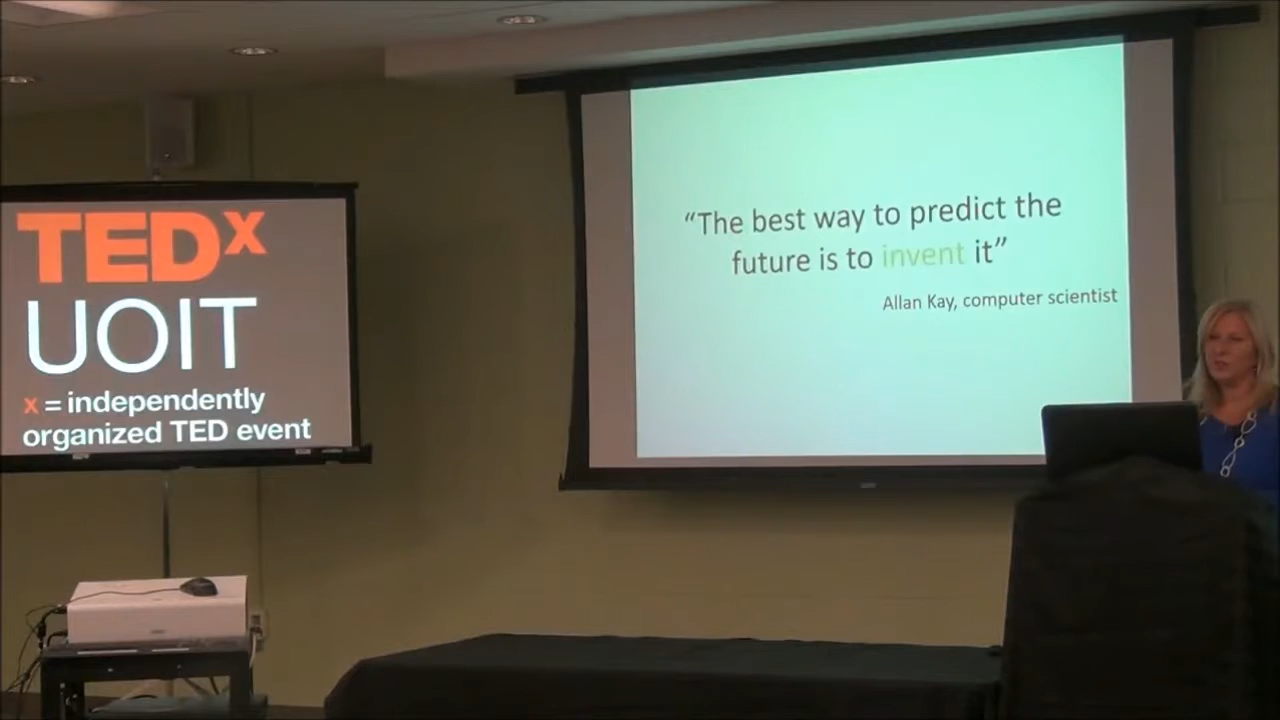 TEDx
UOIT
x = independently
organized TED event
“The best way to predict the
future is to invent it”
Allan Kay, computer scientist